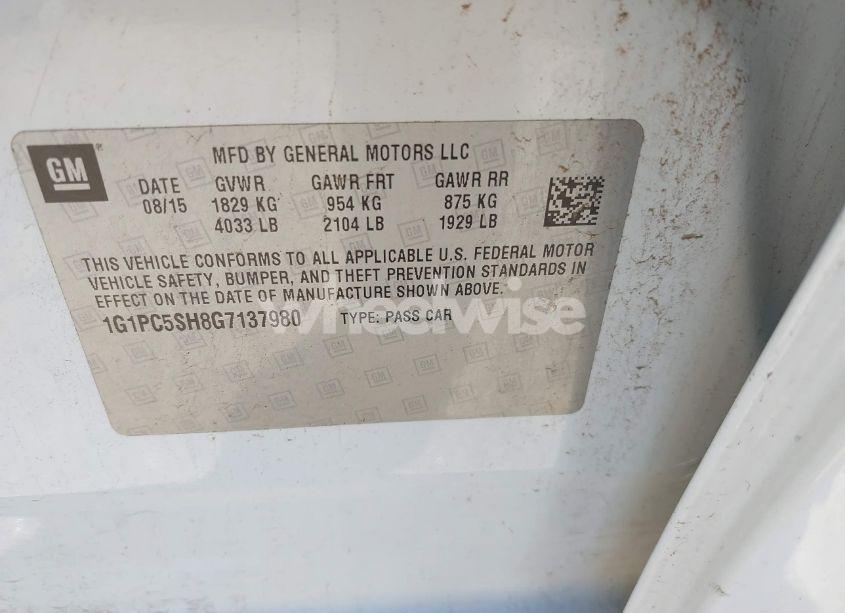 GM
MFD BY GENERAL MOTORS LLC
DATE GVWR GAWR FRT GAWR RR
08/15 1829 KG 954 KG 875 KG
4033 LB 2104 LB 1929 LB
THIS VEHICLE CONFORMS TO ALL APPLICABLE U.S. FEDERAL MOTOR
VEHICLE SAFETY, BUMPER, AND THEFT PREVENTION STANDARDS IN
EFFECT ON THE DATE OF MANUFACTURE SHOWN ABOVE.
1G1PC5SH8G7137980 TYPE: PASS CAR
wheelwise